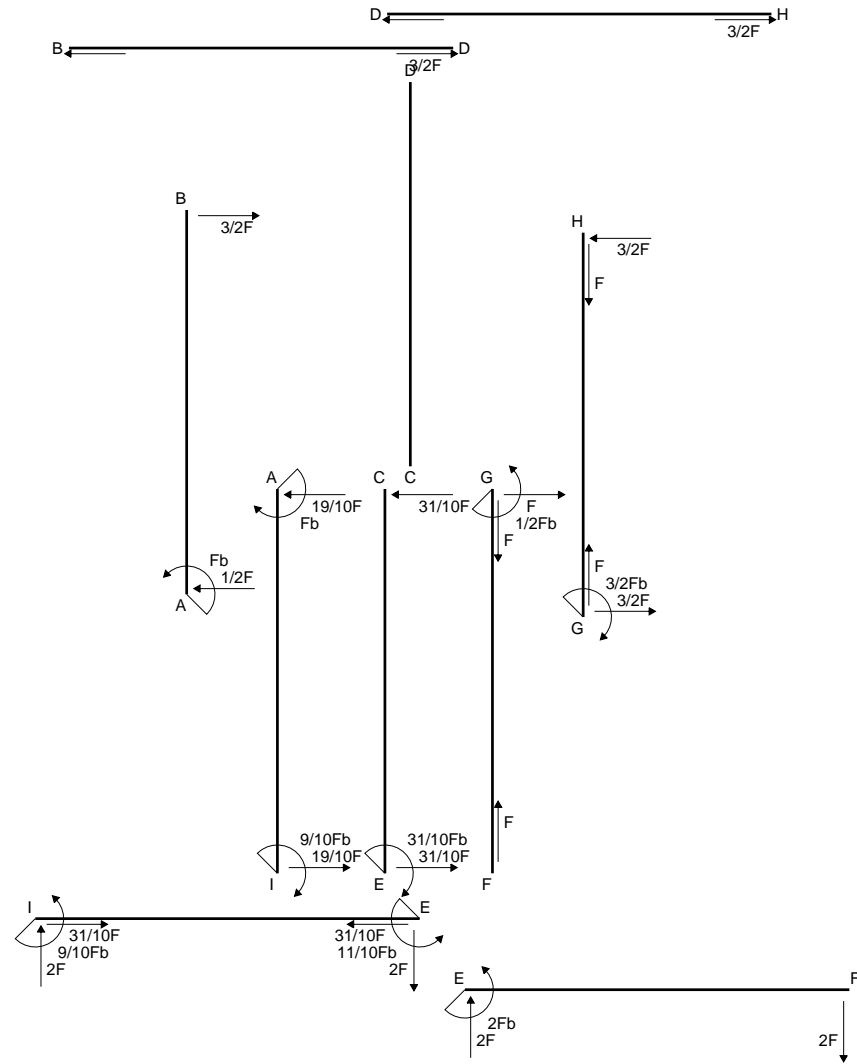 D H
3/2F
B D
3/2F
D
B
3/2F
H
3/2F
F
A C C G
19/10F 31/10F F
Fb 1/2Fb
F
Fb
1/2F
A
F
3/2Fb
3/2F
G
F
9/10Fb 31/10Fb
19/10F 31/10F
I E F
I E
31/10F 31/10F
9/10Fb 11/10Fb
2F 2F
E F
2Fb
2F 2F